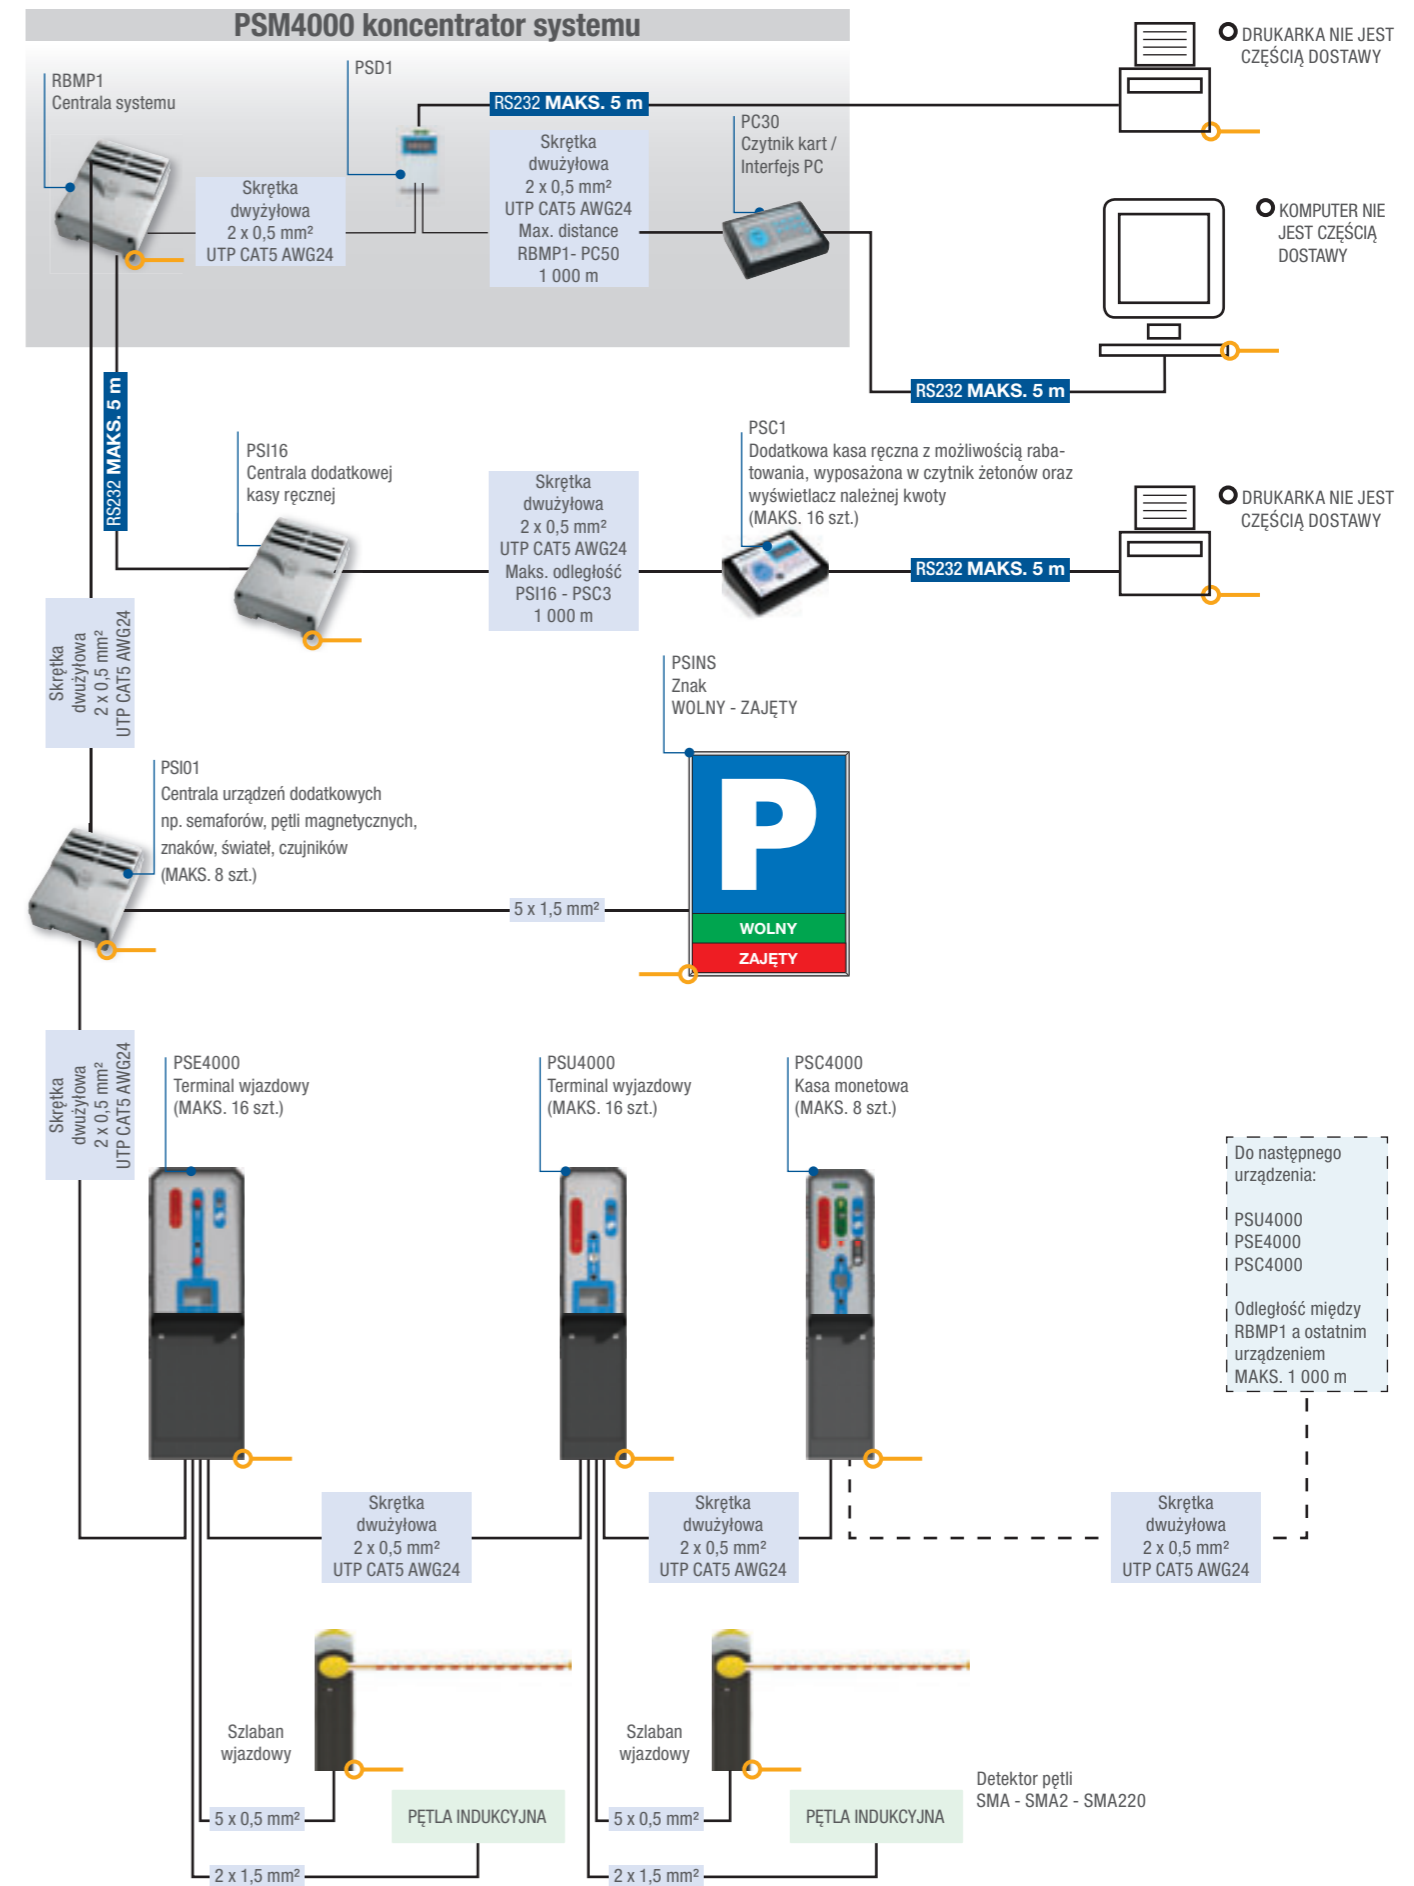 PSM4000 koncentrator systemu
RBMP1
Centrala systemu
PSD1
RS232 MAKS. 5 m
DRUKARKA NIE JEST
CZĘŚCIĄ DOSTAWY
Skrętka
dwyżyłowa
2 x 0,5 mm²
UTP CAT5 AWG24
Skrętka
dwużyłowa
2 x 0,5 mm²
UTP CAT5 AWG24
Max. distance
RBMP1- PC50
1 000 m
PC30
Czytnik kart /
Interfejs PC
KOMPUTER NIE
JEST CZĘŚCIĄ
DOSTAWY
RS232 MAKS. 5 m
RS232 MAKS. 5 m
PSI16
Centrala dodatkowej
kasy ręcznej
Skrętka
dwużyłowa
2 x 0,5 mm²
UTP CAT5 AWG24
Maks. odległość
PSI16 - PSC3
1 000 m
PSC1
Dodatkowa kasa ręczna z możliwością raba-
towania, wyposażona w czytnik żetonów oraz
wyświetlacz należnej kwoty
(MAKS. 16 szt.)
RS232 MAKS. 5 m
DRUKARKA NIE JEST
CZĘŚCIĄ DOSTAWY
Skrętka
dwużyłowa
2 x 0,5 mm²
UTP CAT5 AWG24
PSINS
Znak
WOLNY - ZAJĘTY
PSI01
Centrala urządzeń dodatkowych
np. semaforów, pętli magnetycznych,
znaków, świateł, czujników
(MAKS. 8 szt.)
5 x 1,5 mm²
P
WOLNY
ZAJĘTY
Skrętka
dwużyłowa
2 x 0,5 mm²
UTP CAT5 AWG24
PSE4000
Terminal wjazdowy
(MAKS. 16 szt.)
PSU4000
Terminal wyjazdowy
(MAKS. 16 szt.)
PSC4000
Kasa monetowa
(MAKS. 8 szt.)
Do następnego
urządzenia:
PSU4000
PSE4000
PSC4000
Odległość między
RBMP1 a ostatnim
urządzeniem
MAKS. 1 000 m
Skrętka
dwużyłowa
2 x 0,5 mm²
UTP CAT5 AWG24
Skrętka
dwużyłowa
2 x 0,5 mm²
UTP CAT5 AWG24
Skrętka
dwużyłowa
2 x 0,5 mm²
UTP CAT5 AWG24
Szlaban
wjazdowy
Szlaban
wjazdowy
5 x 0,5 mm²
PĘTLA INDUKCYJNA
5 x 0,5 mm²
PĘTLA INDUKCYJNA
Detektor pętli
SMA - SMA2 - SMA220
2 x 1,5 mm²
2 x 1,5 mm²